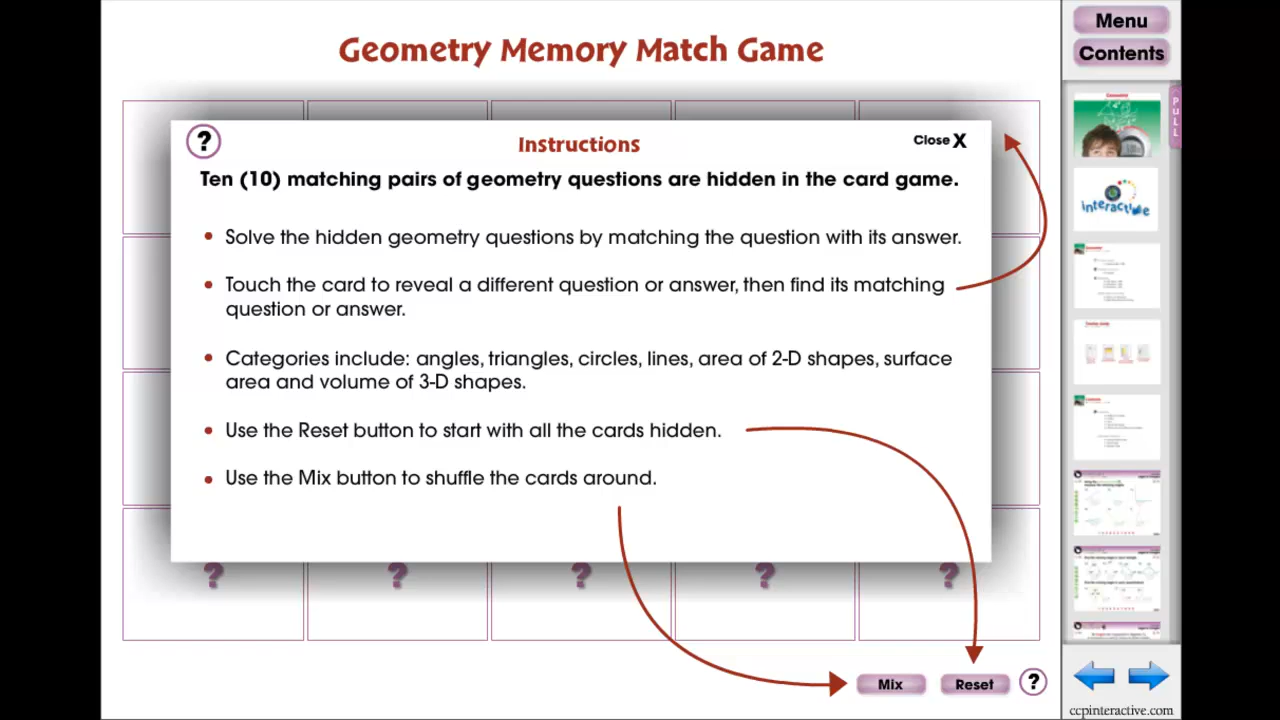 Geometry Memory Match Game
Menu
Contents
PULL
?
Instructions
Close X
Ten (10) matching pairs of geometry questions are hidden in the card game.
• Solve the hidden geometry questions by matching the question with its answer.
• Touch the card to reveal a different question or answer, then find its matching
question or answer.
• Categories include: angles, triangles, circles, lines, area of 2-D shapes, surface
area and volume of 3-D shapes.
• Use the Reset button to start with all the cards hidden.
• Use the Mix button to shuffle the cards around.
? ? ? ? ?
Mix
Reset
?
interactive
ccpinteractive.com